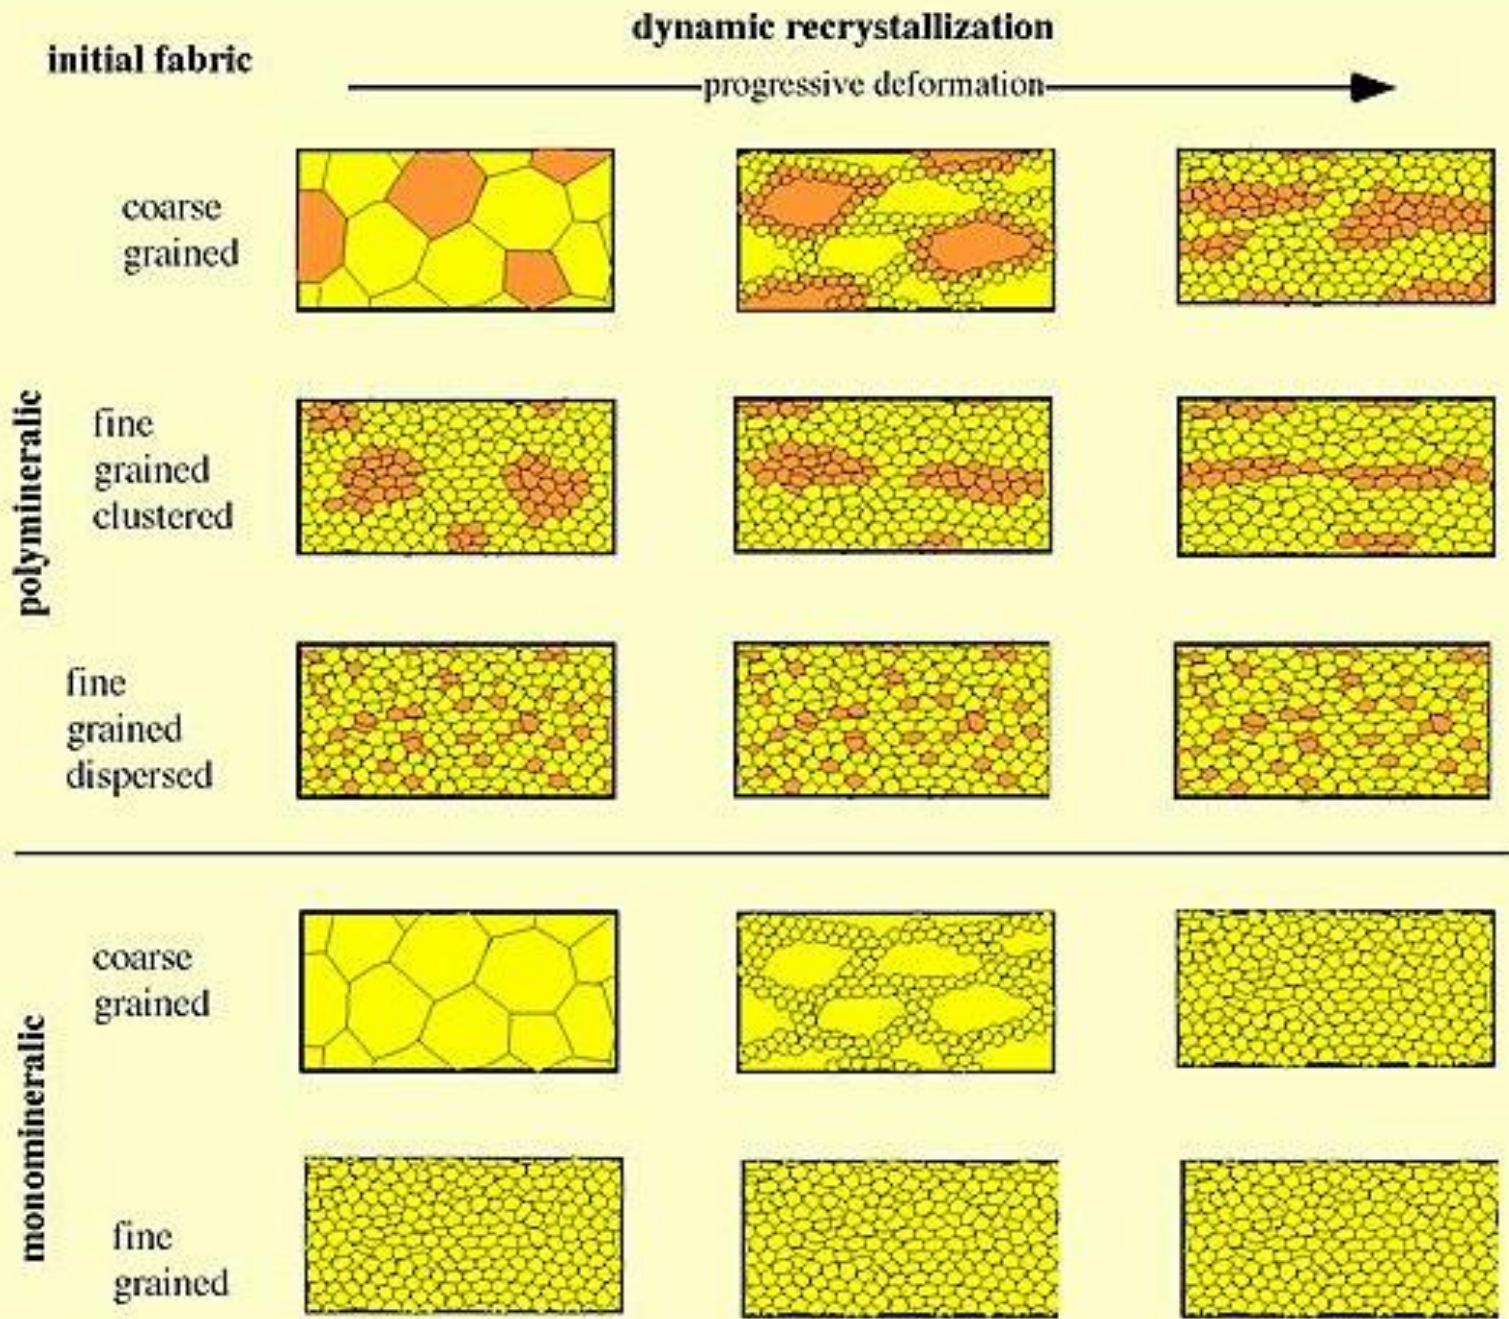 dynamic recrystallization
initial fabric
progressive deformation
coarse
grained
polymineralic
fine
grained
clustered
fine
grained
dispersed
monomineralic
coarse
grained
fine
grained